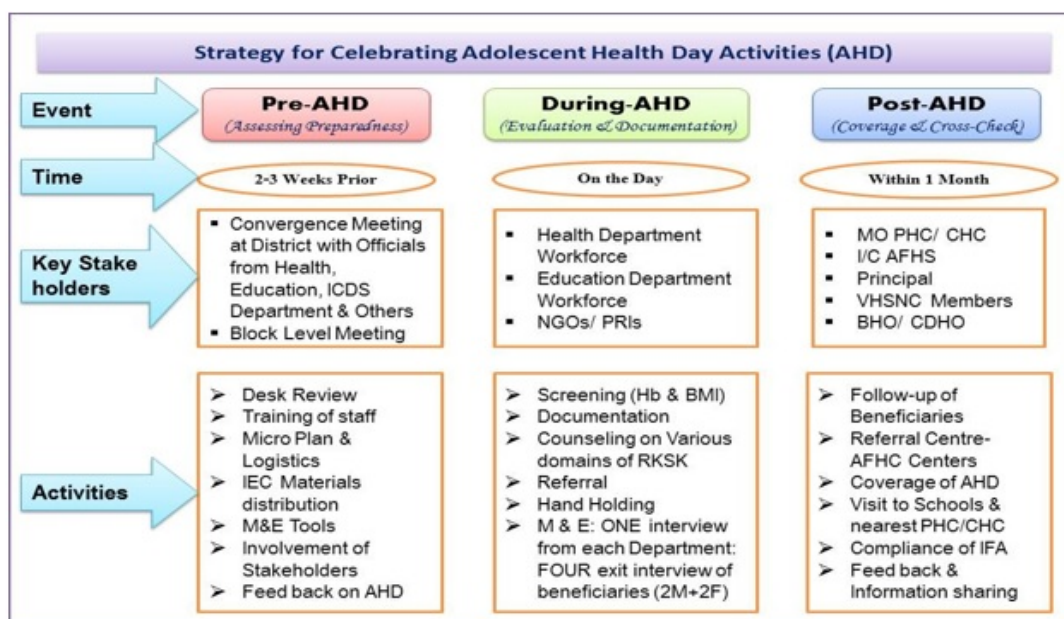 Strategy for Celebrating Adolescent Health Day Activities (AHD)
Event
Pre-AHD
(Assessing Preparedness)
During-AHD
(Evaluation & Documentation)
Post-AHD
(Coverage & Cross-Check)
Time
2-3 Weeks Prior
On the Day
Within 1 Month
Key Stake
holders
▪ Convergence Meeting
at District with Officials
from Health,
Education, ICDS
Department & Others
▪ Block Level Meeting
▪ Health Department
Workforce
▪ Education Department
Workforce
▪ NGOs/ PRIs
▪ MO PHC/ CHC
▪ I/C AFHS
▪ Principal
▪ VHSNC Members
▪ BHO/ CDHO
Activities
➢ Desk Review
➢ Training of staff
➢ Micro Plan &
Logistics
➢ IEC Materials
distribution
➢ M&E Tools
➢ Involvement of
Stakeholders
➢ Feed back on AHD
➢ Screening (Hb & BMI)
➢ Documentation
➢ Counseling on Various
domains of RKSK
➢ Referral
➢ Hand Holding
➢ M & E: ONE interview
from each Department:
FOUR exit interview of
beneficiaries (2M+2F)
➢ Follow-up of
Beneficiaries
➢ Referral Centre-
AFHC Centers
➢ Coverage of AHD
➢ Visit to Schools &
nearest PHC/CHC
➢ Compliance of IFA
➢ Feed back &
Information sharing